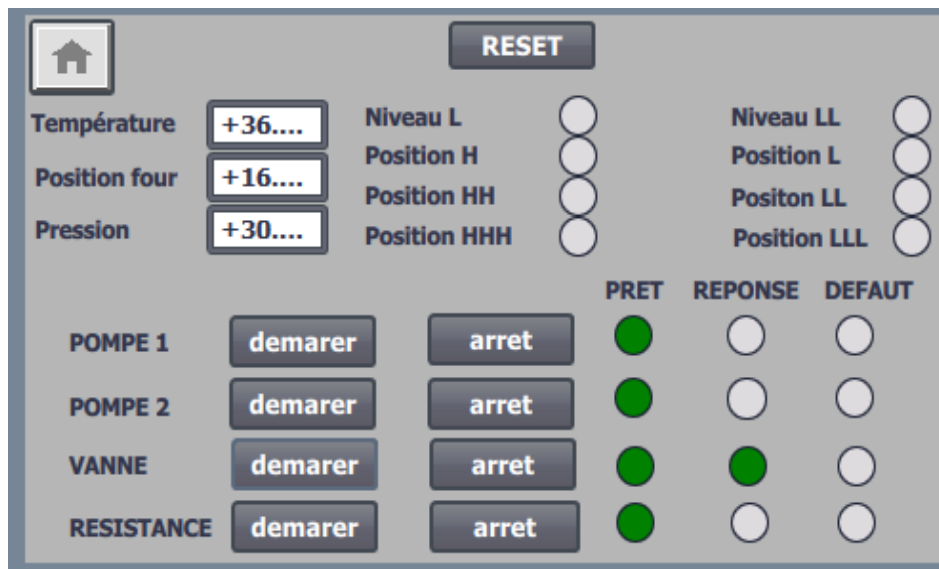 RESET
Température +36.... Niveau L Niveau LL
Position H Position L
Position four +16....
Position HH Positon LL
Pression +30.... Position HHH Position LLL
PRET REPONSE DEFAUT
POMPE 1 demarer arret
POMPE 2 demarer arret
VANNE demarer arret
RESISTANCE demarer arret